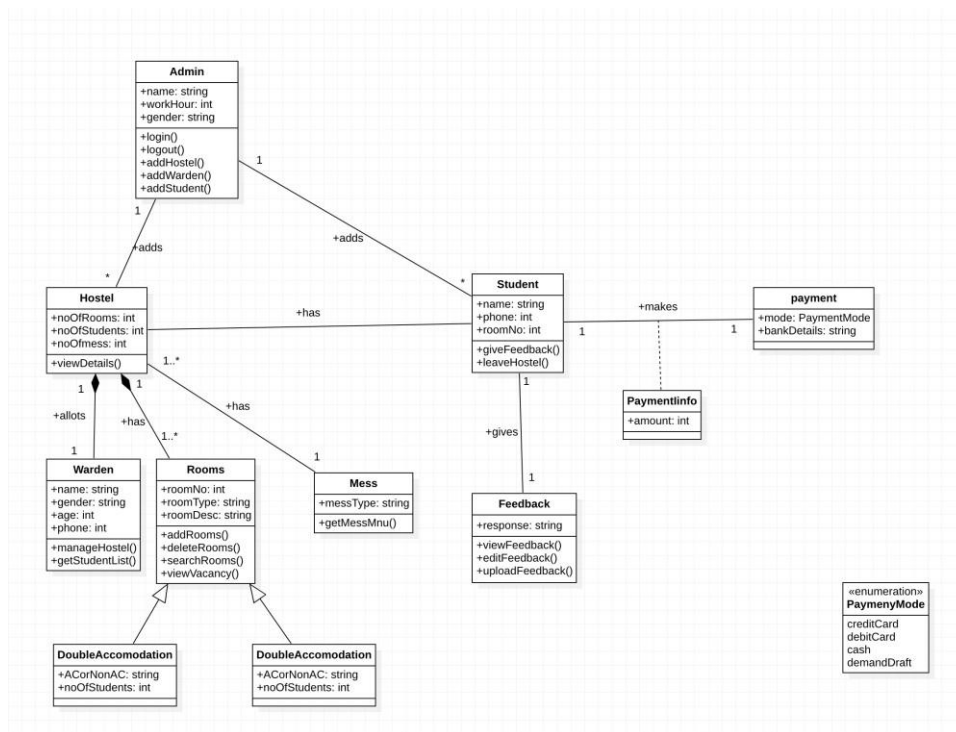 Admin
+name: string
+workHour: int
+gender: string
+login()
+logout()
+addHostel()
+addWarden()
+addStudent()
1
1
+adds
+adds
*
*
Hostel
+noOfRooms: int
+noOfStudents: int
+noOfmess: int
+viewDetails()
+has
Student
+name: string
+phone: int
+roomNo: int
+giveFeedback()
+leaveHostel()
+makes
1
1
payment
+mode: PaymentMode
+bankDetails: string
PaymentIinfo
+amount: int
1
1
1..*
+allots
+has
+has
1
1..*
1
1
+gives
1
Warden
+name: string
+gender: string
+age: int
+phone: int
+manageHostel()
+getStudentList()
Rooms
+roomNo: int
+roomType: string
+roomDesc: string
+addRooms()
+deleteRooms()
+searchRooms()
+viewVacancy()
Mess
+messType: string
+getMessMnu()
Feedback
+response: string
+viewFeedback()
+editFeedback()
+uploadFeedback()
«enumeration»
PaymenyMode
creditCard
debitCard
cash
demandDraft
DoubleAccomodation
+ACorNonAC: string
+noOfStudents: int
DoubleAccomodation
+ACorNonAC: string
+noOfStudents: int